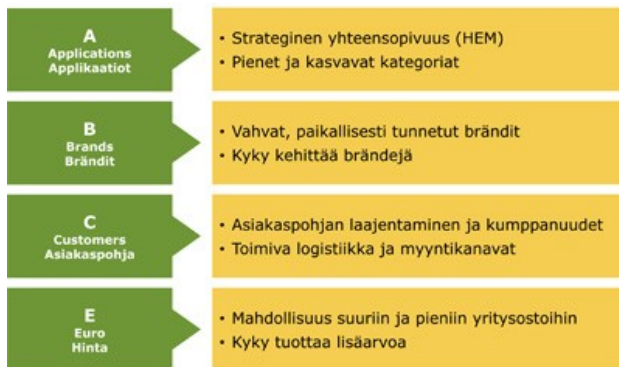 A
Applications
Applikaatiot
• Strateginen yhteensopivuus (HEM)
• Pienet ja kasvavat kategoriat
B
Brands
Brändit
• Vahvat, paikallisesti tunnetut brändit
• Kyky kehittää brändejä
C
Customers
Asiakaspohja
• Asiakaspohjan laajentaminen ja kumppanuudet
• Toimiva logistiikka ja myyntikanavat
E
Euro
Hinta
• Mahdollisuus suuriin ja pieniin yritysostoihin
• Kyky tuottaa lisäarvoa